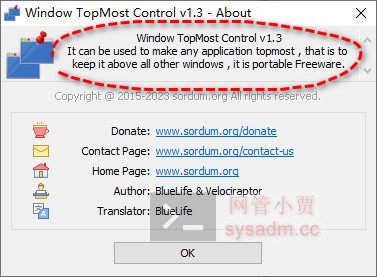 Window TopMost Control v1.3 - About
Window TopMost Control v1.3
It can be used to make any application topmost , that is to
keep it above all other windows , it is portable Freeware.
Copyright @ 2015-2023 sordum.org All rights reserved.
Donate: www.sordum.org/donate
Contact Page: www.sordum.org/contact-us
Home Page: www.sordum.org
Author: BlueLife & Velociraptor
Translator: BlueLife
网管小贾
sysadm.cc
OK